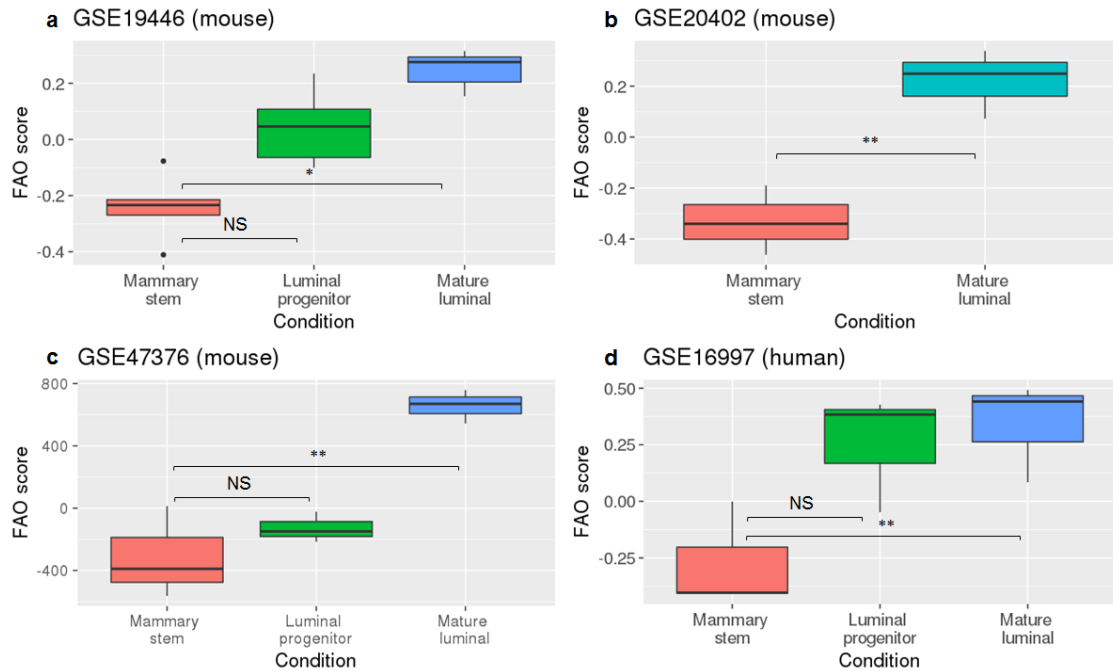 a GSE19446 (mouse)
FAO score
0.2
0.0
-0.2
-0.4
*
NS
Mammary
stem
Luminal
progenitor
Mature
luminal
Condition
b GSE20402 (mouse)
FAO score
0.2
0.0
-0.2
-0.4
**
Mammary
stem
Mature
luminal
Condition
c GSE47376 (mouse)
FAO score
800
400
0
-400
**
NS
Mammary
stem
Luminal
progenitor
Mature
luminal
Condition
d GSE16997 (human)
FAO score
0.50
0.25
0.00
-0.25
NS
**
Mammary
stem
Luminal
progenitor
Mature
luminal
Condition